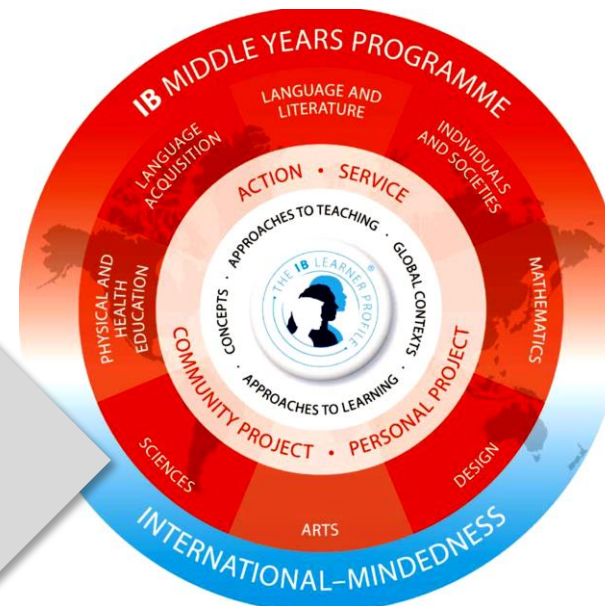 IB MIDDLE YEARS PROGRAMME
LANGUAGE AND
LITERATURE
INDIVIDUALS
AND SOCIETIES
MATHEMATICS
DESIGN
ARTS
SCIENCES
PHYSICAL AND
HEALTH
EDUCATION
LANGUAGE
ACQUISITION
ACTION • SERVICE
COMMUNITY PROJECT • PERSONAL PROJECT
APPROACHES TO TEACHING · GLOBAL CONTEXTS ·
APPROACHES TO LEARNING · CONCEPTS ·
THE IB LEARNER PROFILE ®
INTERNATIONAL–MINDEDNESS